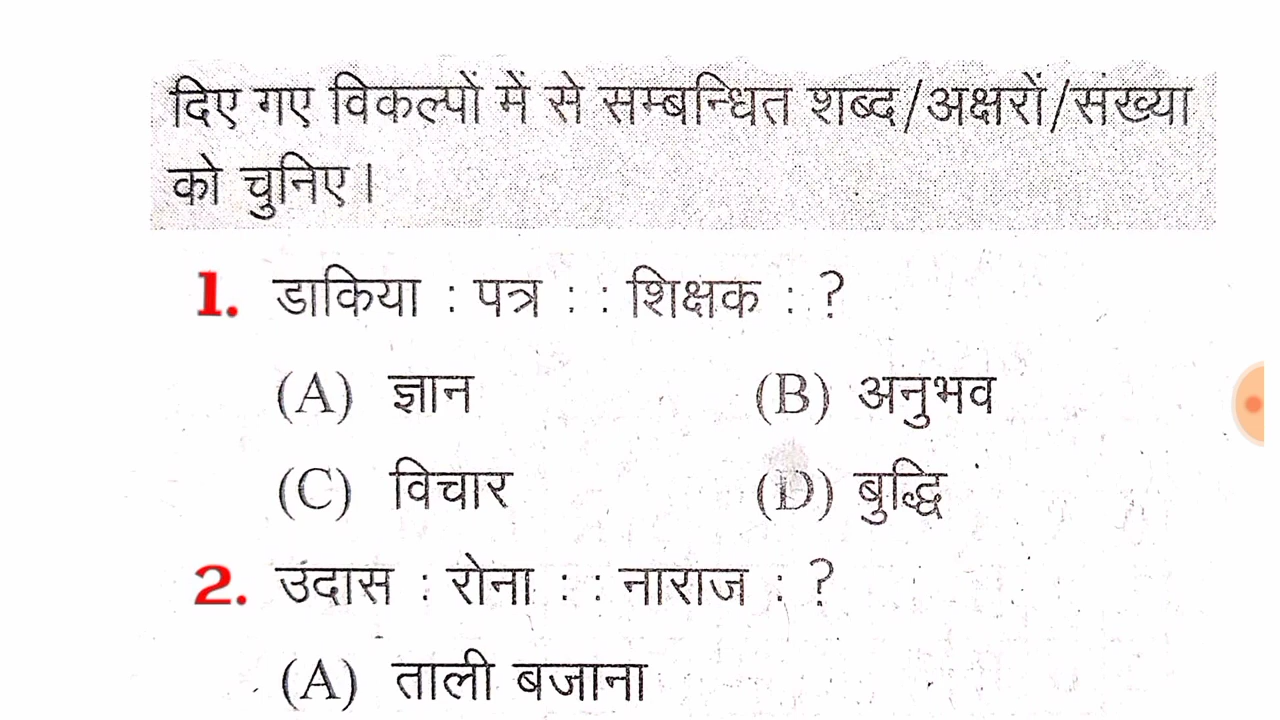 दिए गए विकल्पों में से सम्बन्धित शब्द/अक्षरों/संख्या
को चुनिए।
1. डाकिया : पत्र : : शिक्षक : ?
(A) ज्ञान (B) अनुभव
(C) विचार (D) बुद्धि
2. उदास : रोना : : नाराज : ?
(A) ताली बजाना